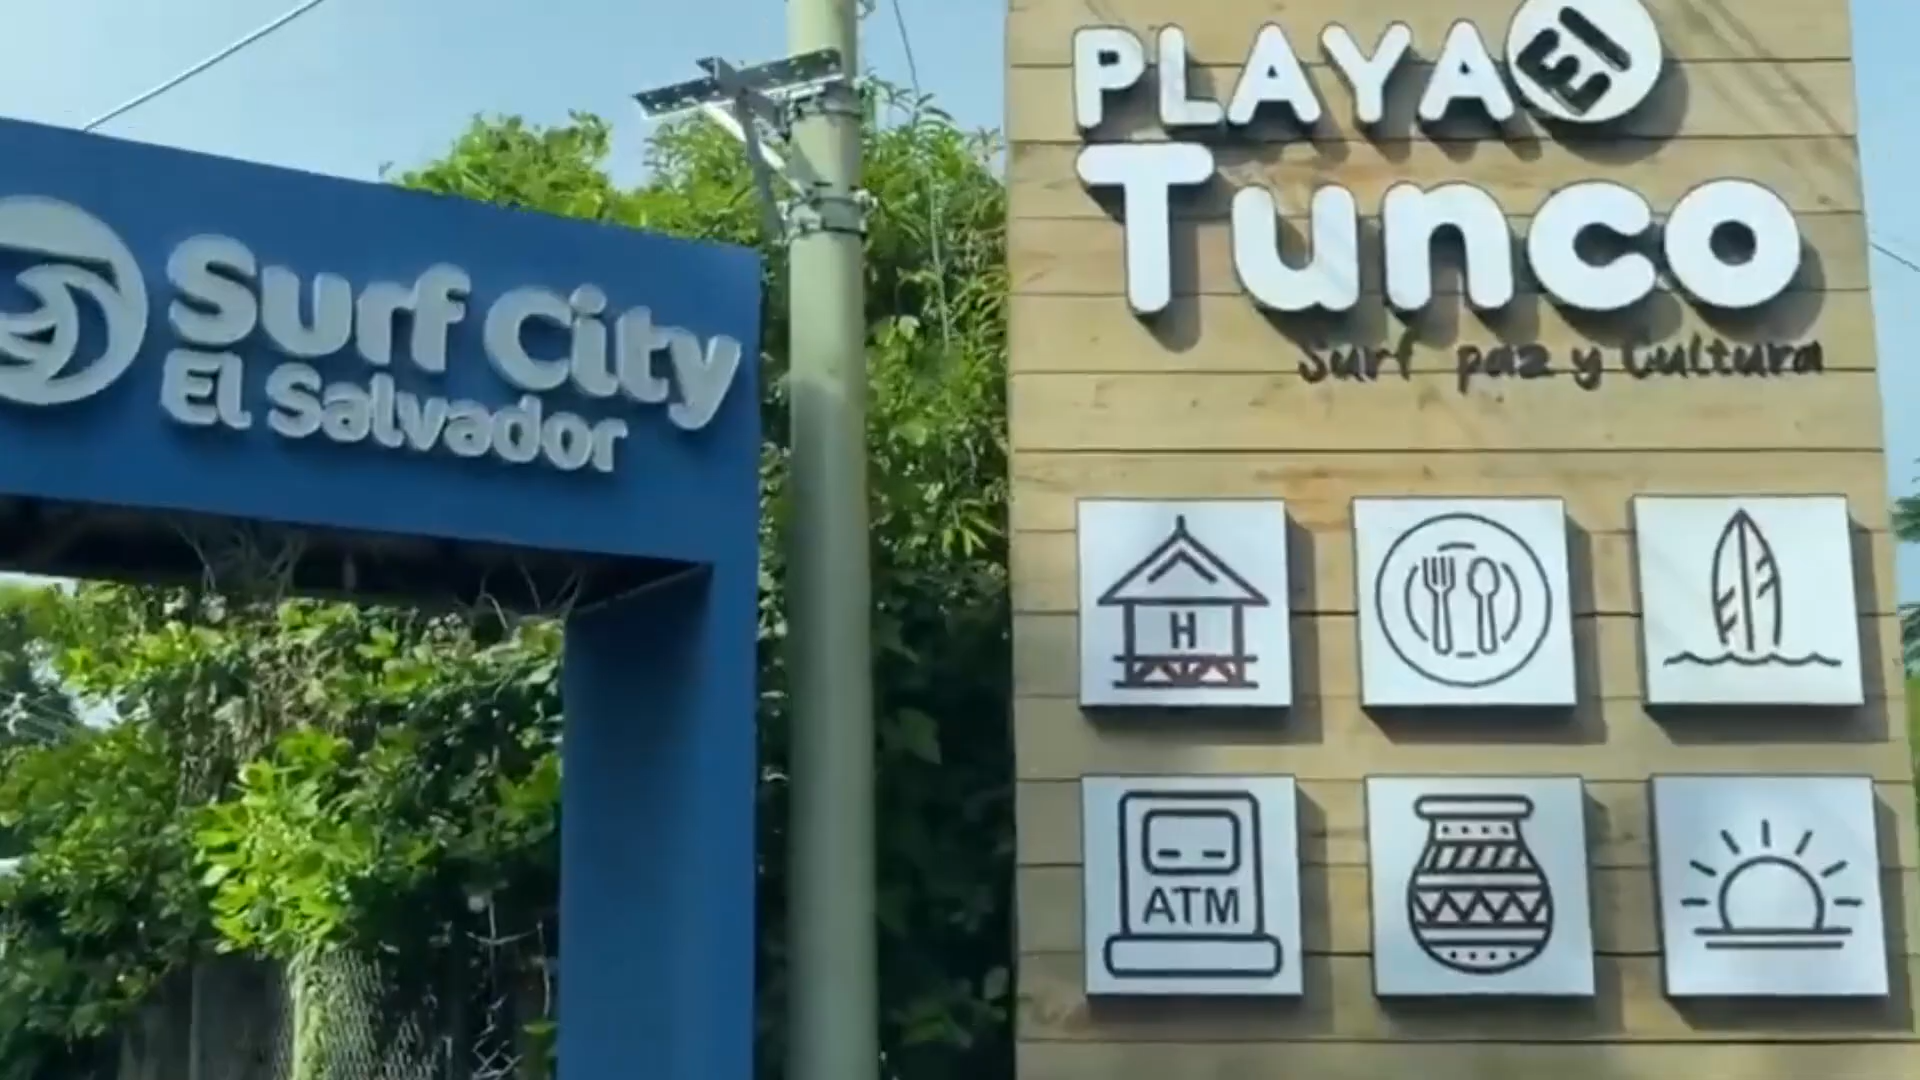 Surf City
El Salvador
PLAYA El
Tunco
Surf paz y Cultura
H
ATM